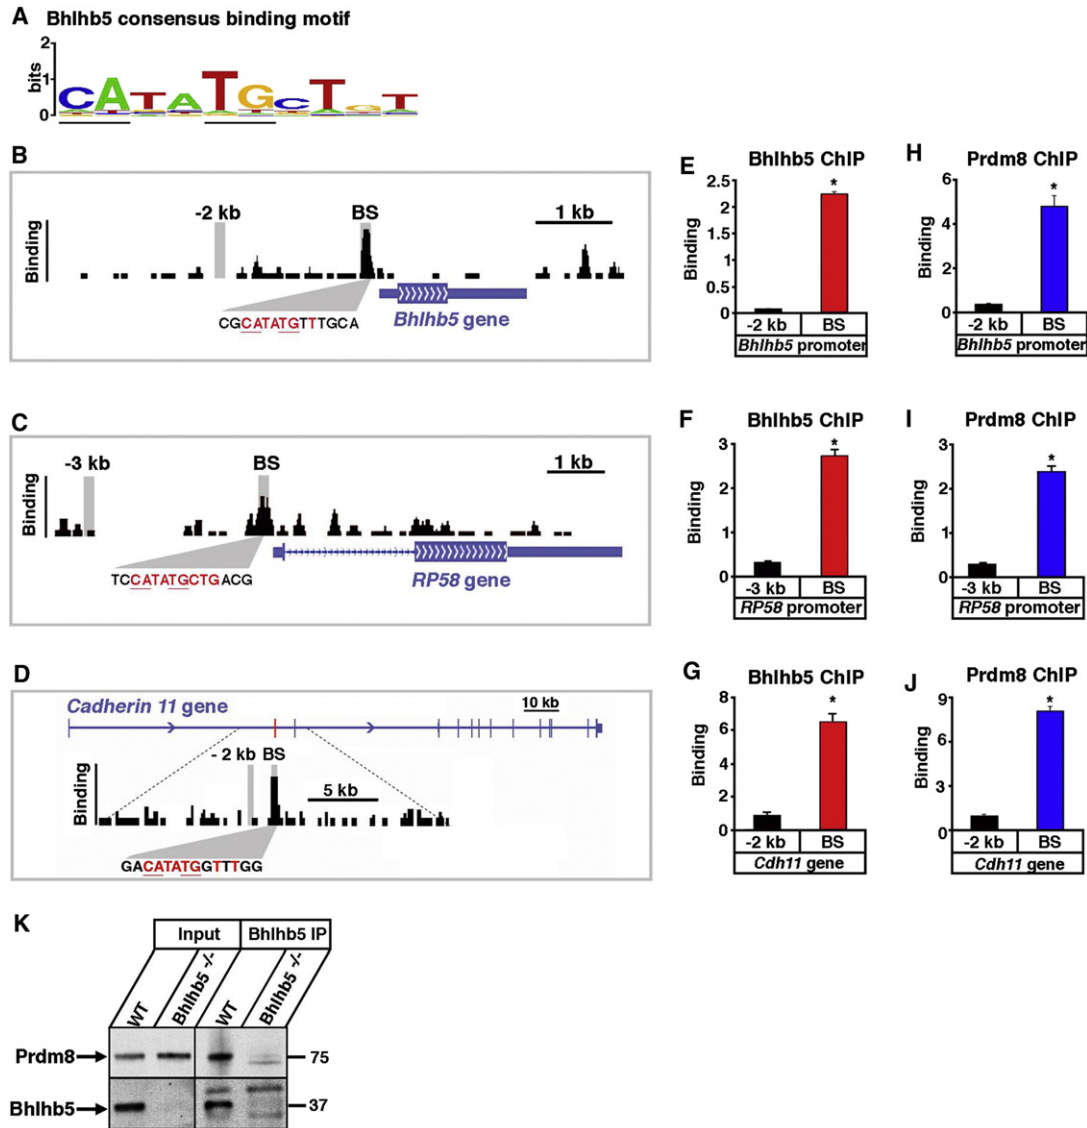 A Bhlhb5 consensus binding motif
2
bits
1
0
CATATGCTGT
B
-2 kb
BS
1 kb
Binding
CGCATATGTTTGCA
Bhlhb5 gene
C
-3 kb
BS
1 kb
Binding
TCCATATGCTGACG
RP58 gene
D
Cadherin 11 gene
10 kb
- 2 kb
BS
5 kb
Binding
GACATATGGTTTGG
E
Bhlhb5 ChIP
Binding
2.5
2
1.5
1
0.5
0
*
-2 kb
BS
Bhlhb5 promoter
H
Prdm8 ChIP
Binding
6
4
2
0
*
-2 kb
BS
Bhlhb5 promoter
F
Bhlhb5 ChIP
Binding
3
2
1
0
*
-3 kb
BS
RP58 promoter
I
Prdm8 ChIP
Binding
3
2
1
0
*
-3 kb
BS
RP58 promoter
G
Bhlhb5 ChIP
Binding
8
6
4
2
0
*
-2 kb
BS
Cdh11 gene
J
Prdm8 ChIP
Binding
9
6
3
0
*
-2 kb
BS
Cdh11 gene
K
Input
Bhlhb5 IP
WT
Bhlhb5 -/-
WT
Bhlhb5 -/-
Prdm8
75
Bhlhb5
37